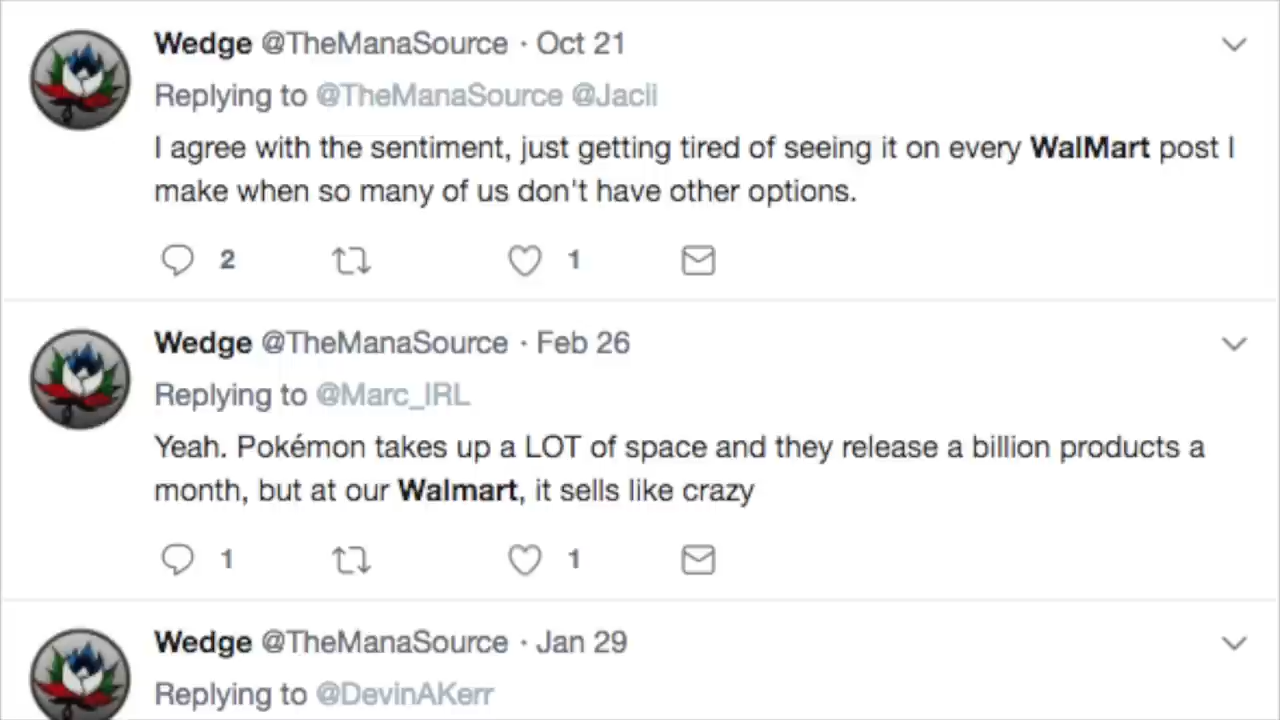 Wedge @TheManaSource · Oct 21
Replying to @TheManaSource @Jacii
I agree with the sentiment, just getting tired of seeing it on every WalMart post I
make when so many of us don't have other options.
2 1
Wedge @TheManaSource · Feb 26
Replying to @Marc_IRL
Yeah. Pokémon takes up a LOT of space and they release a billion products a
month, but at our Walmart, it sells like crazy
1 1
Wedge @TheManaSource · Jan 29
Replying to @DevinAKerr